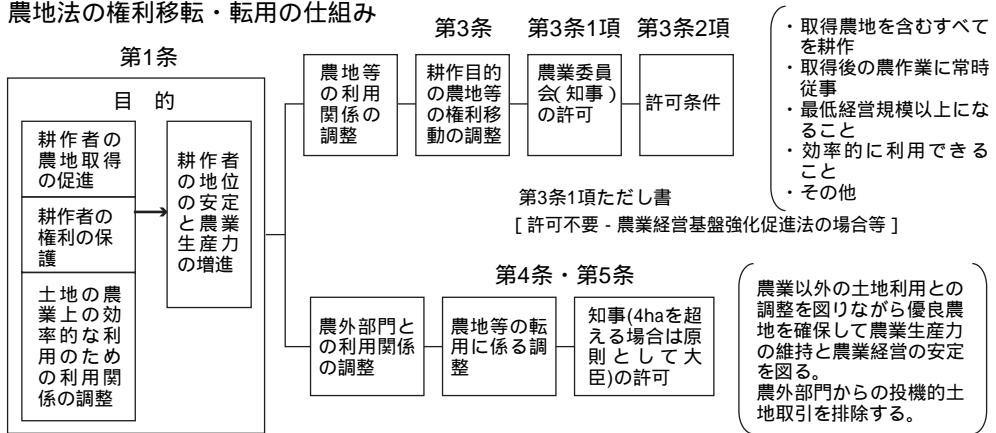 農地法の権利移転・転用の仕組み
第1条
目 的
耕作者の
農地取得
の促進
耕作者の
権利の保
護
土地の農
業上の効
率的な利
用のため
の利用関
係の調整
耕作者
の地位
の安定
と農業
生産力
の増進
農地等
の利用
関係の
調整
第3条
耕作目的
の農地等
の権利移
動の調整
第3条1項
農業委員
会(知事)
の許可
第3条2項
許可条件
・取得農地を含むすべて
を耕作
・取得後の農作業に常時
従事
・最低経営規模以上にな
ること
・効率的に利用できる
こと
・その他
第3条1項ただし書
[ 許可不要 - 農業経営基盤強化促進法の場合等 ]
第4条・第5条
農外部門と
の利用関係
の調整
農地等の転
用に係る調
整
知事(4haを超
える場合は原
則として大
臣)の許可
農業以外の土地利用との
調整を図りながら優良農
地を確保して農業生産力
の維持と農業経営の安定
を図る。
農外部門からの投機的土
地取引を排除する。